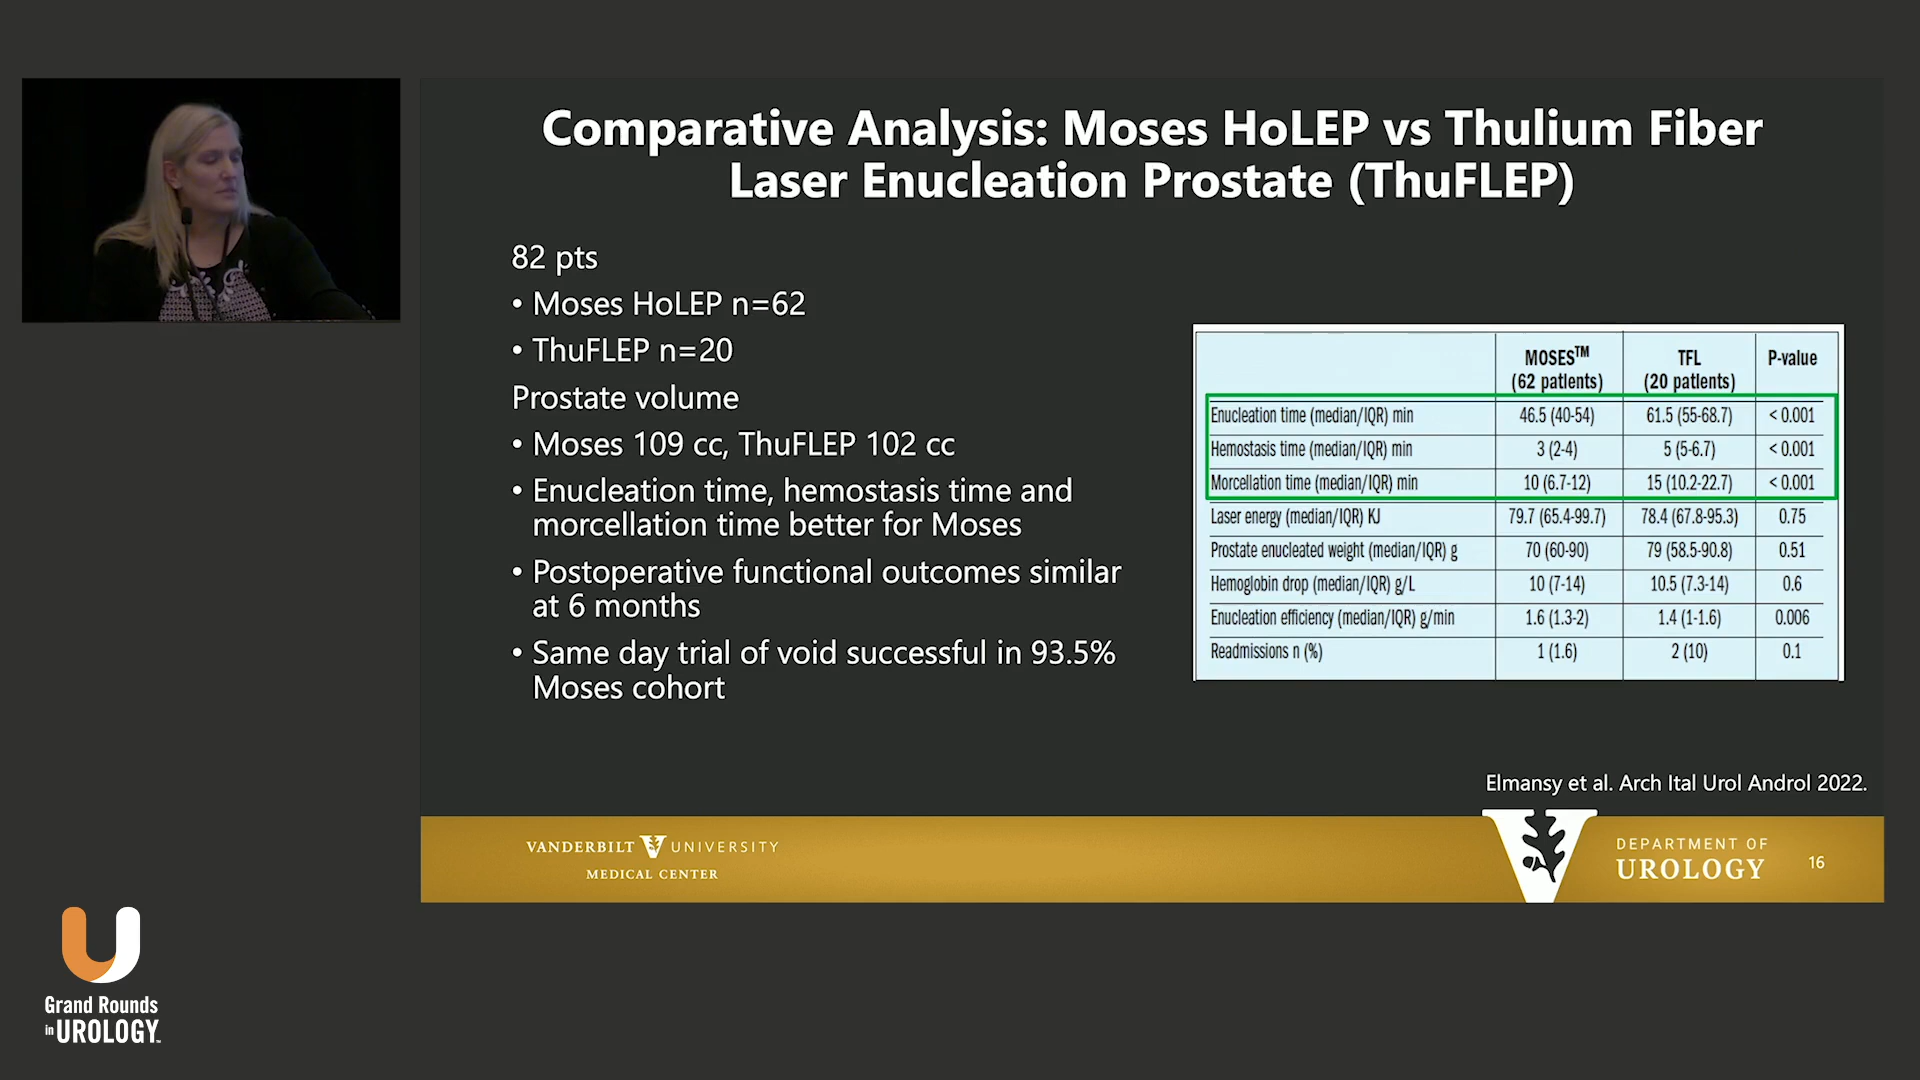 Comparative Analysis: Moses HoLEP vs Thulium Fiber
Laser Enucleation Prostate (ThuFLEP)
82 pts
• Moses HoLEP n=62
• ThuFLEP n=20
Prostate volume
• Moses 109 cc, ThuFLEP 102 cc
• Enucleation time, hemostasis time and
morcellation time better for Moses
• Postoperative functional outcomes similar
at 6 months
• Same day trial of void successful in 93.5%
Moses cohort
MOSES™ (62 patients) TFL (20 patients) P-value
Enucleation time (median/IQR) min 46.5 (40-54) 61.5 (55-68.7) < 0.001
Hemostasis time (median/IQR) min 3 (2-4) 5 (5-6.7) < 0.001
Morcellation time (median/IQR) min 10 (6.7-12) 15 (10.2-22.7) < 0.001
Laser energy (median/IQR) KJ 79.7 (65.4-99.7) 78.4 (67.8-95.3) 0.75
Prostate enucleated weight (median/IQR) g 70 (60-90) 79 (58.5-90.8) 0.51
Hemoglobin drop (median/IQR) g/L 10 (7-14) 10.5 (7.3-14) 0.6
Enucleation efficiency (median/IQR) g/min 1.6 (1.3-2) 1.4 (1-1.6) 0.006
Readmissions n (%) 1 (1.6) 2 (10) 0.1
Elmansy et al. Arch Ital Urol Androl 2022.
VANDERBILT V UNIVERSITY
MEDICAL CENTER
DEPARTMENT OF
UROLOGY
16
Grand Rounds
in UROLOGY™